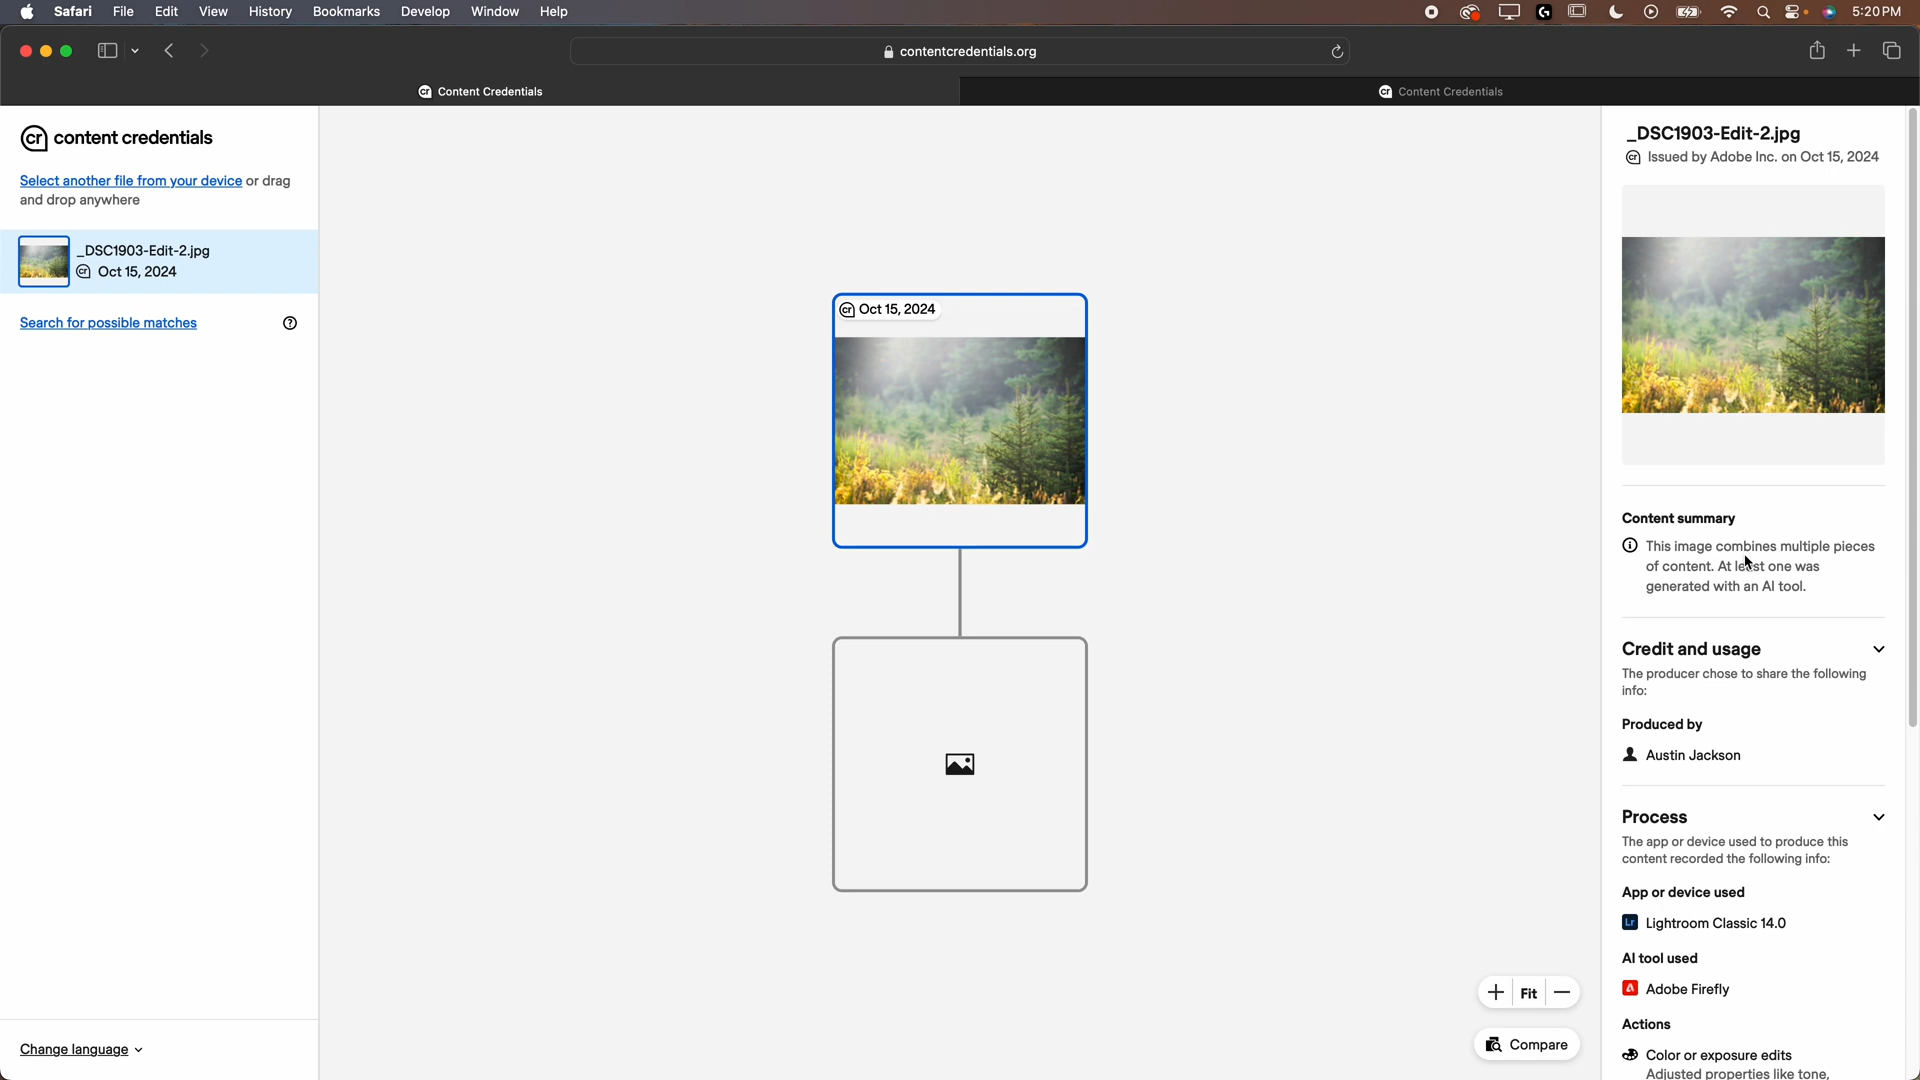 Safari File Edit View History Bookmarks Develop Window Help 5:20 PM
contentcredentials.org
Content Credentials
Content Credentials
content credentials
Select another file from your device or drag
and drop anywhere
_DSC1903-Edit-2.jpg
Oct 15, 2024
Search for possible matches
Change language
Oct 15, 2024
Fit
Compare
_DSC1903-Edit-2.jpg
Issued by Adobe Inc. on Oct 15, 2024
Content summary
This image combines multiple pieces
of content. At least one was
generated with an AI tool.
Credit and usage
The producer chose to share the following
info:
Produced by
Austin Jackson
Process
The app or device used to produce this
content recorded the following info:
App or device used
Lightroom Classic 14.0
AI tool used
Adobe Firefly
Actions
Color or exposure edits
Adjusted properties like tone,